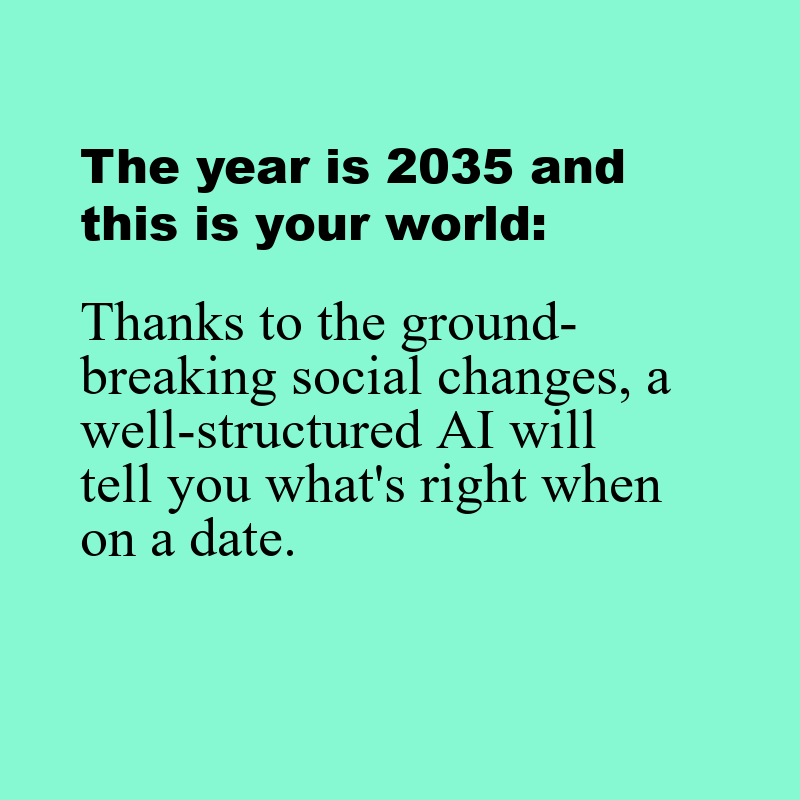 The year is 2035 and
this is your world:
Thanks to the ground-
breaking social changes, a
well-structured AI will
tell you what's right when
on a date.